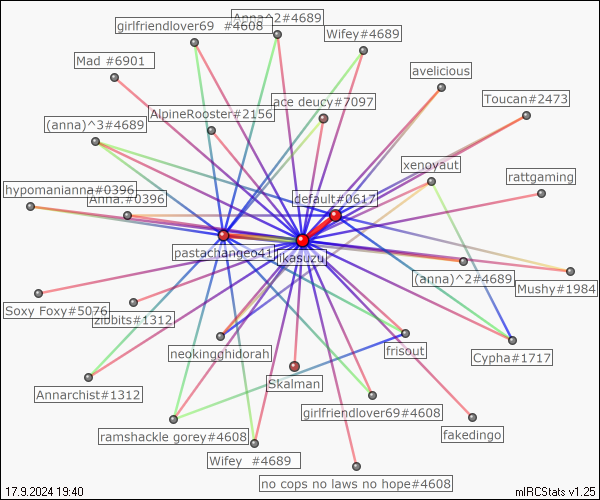 Anna^2#4689
girlfriendlover69 #4608
Wifey#4689
Mad #6901
avelicious
Toucan#2473
ace deucy#7097
AlpineRooster#2156
(anna)^3#4689
xenoyaut
rattgaming
hypomanianna#0396
Anna.#0396
default#0617
pastachangeo41
likasuzu
(anna)^2#4689
Mushy#1984
Soxy Foxy#5076
zibbits#1312
neokingghidorah
frisout
Cypha#1717
Skalman
Annarchist#1312
girlfriendlover69#4608
ramshackle gorey#4608
fakedingo
Wifey #4689
no cops no laws no hope#4608
17.9.2024 19:40
mIRCStats v1.25